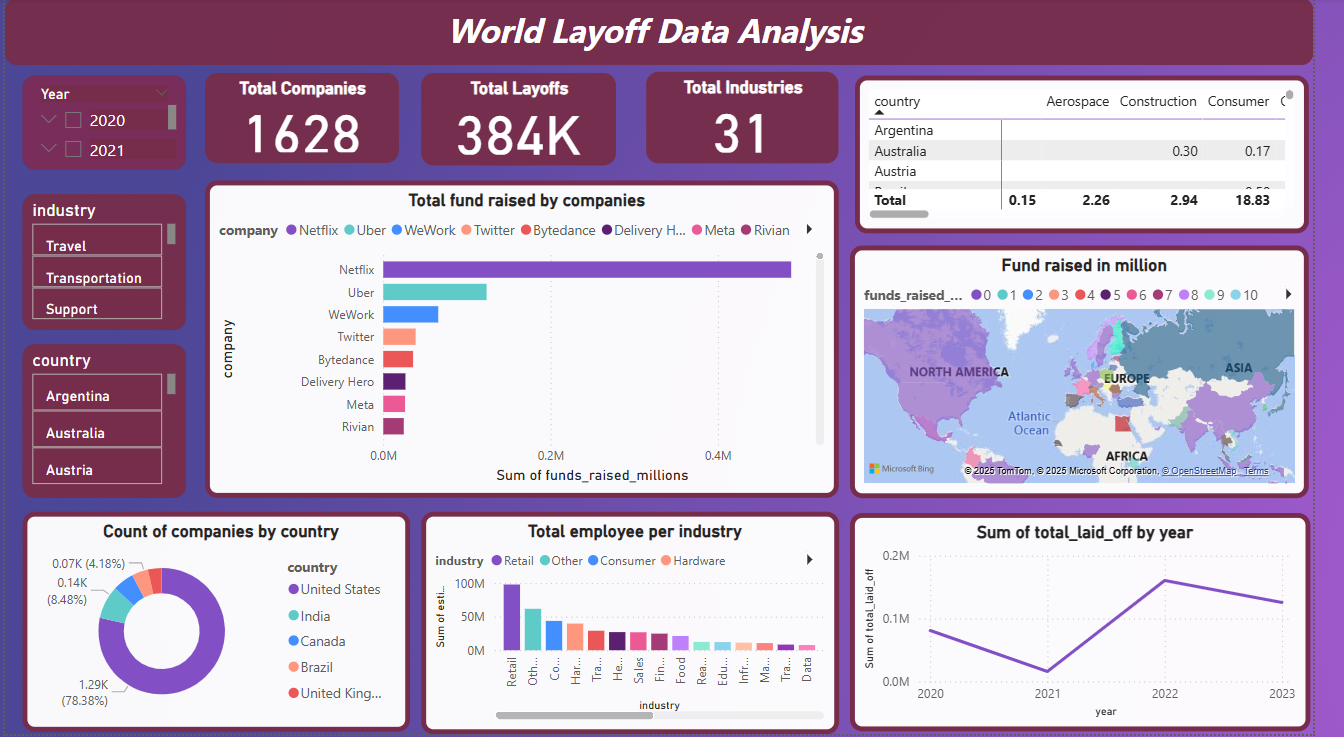 World Layoff Data Analysis
Year
2020
2021
Total Companies
1628
Total Layoffs
384K
Total Industries
31
country Aerospace Construction Consumer
Argentina
Australia 0.30 0.17
Austria
Total 0.15 2.26 2.94 18.83
industry
Travel
Transportation
Support
country
Argentina
Australia
Austria
Total fund raised by companies
company Netflix Uber WeWork Twitter Bytedance Delivery H... Meta Rivian
company
Netflix
Uber
WeWork
Twitter
Bytedance
Delivery Hero
Meta
Rivian
0.0M 0.2M 0.4M
Sum of funds_raised_millions
Fund raised in million
funds_raised_... 0 1 2 3 4 5 6 7 8 9 10
NORTH AMERICA
EUROPE
ASIA
Atlantic
Ocean
AFRICA
Microsoft Bing
© 2025 TomTom, © 2025 Microsoft Corporation, © OpenStreetMap Terms
Count of companies by country
0.07K (4.18%)
0.14K
(8.48%)
1.29K
(78.38%)
country
United States
India
Canada
Brazil
United King...
Total employee per industry
industry Retail Other Consumer Hardware
Sum of esti...
100M
50M
0M
Retail Oth... Co... Har... Tra... He... Sales Fin... Food Rea... Edu... Infr... Ma... Tra... Data
industry
Sum of total_laid_off by year
Sum of total_laid_off
0.2M
0.1M
0.0M
2020 2021 2022 2023
year